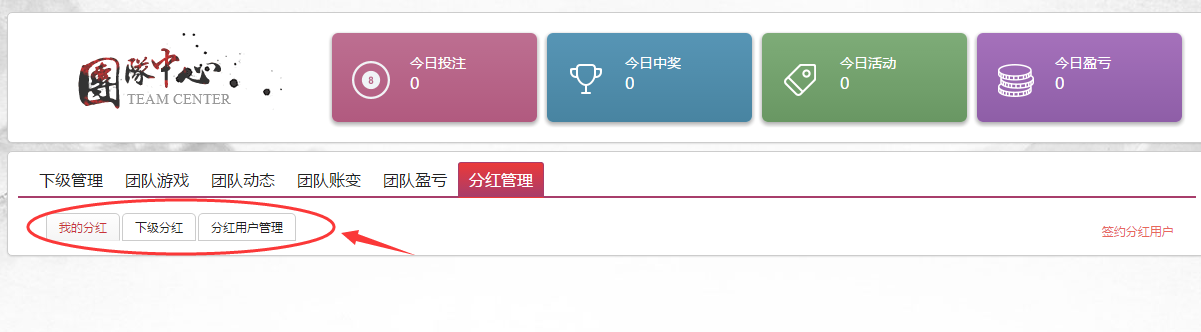 團隊中心
TEAM CENTER
今日投注
0
8
今日中奖
0
今日活动
0
今日盈亏
0
下级管理 团队游戏 团队动态 团队账变 团队盈亏 分红管理
我的分红 下级分红 分红用户管理
签约分红用户